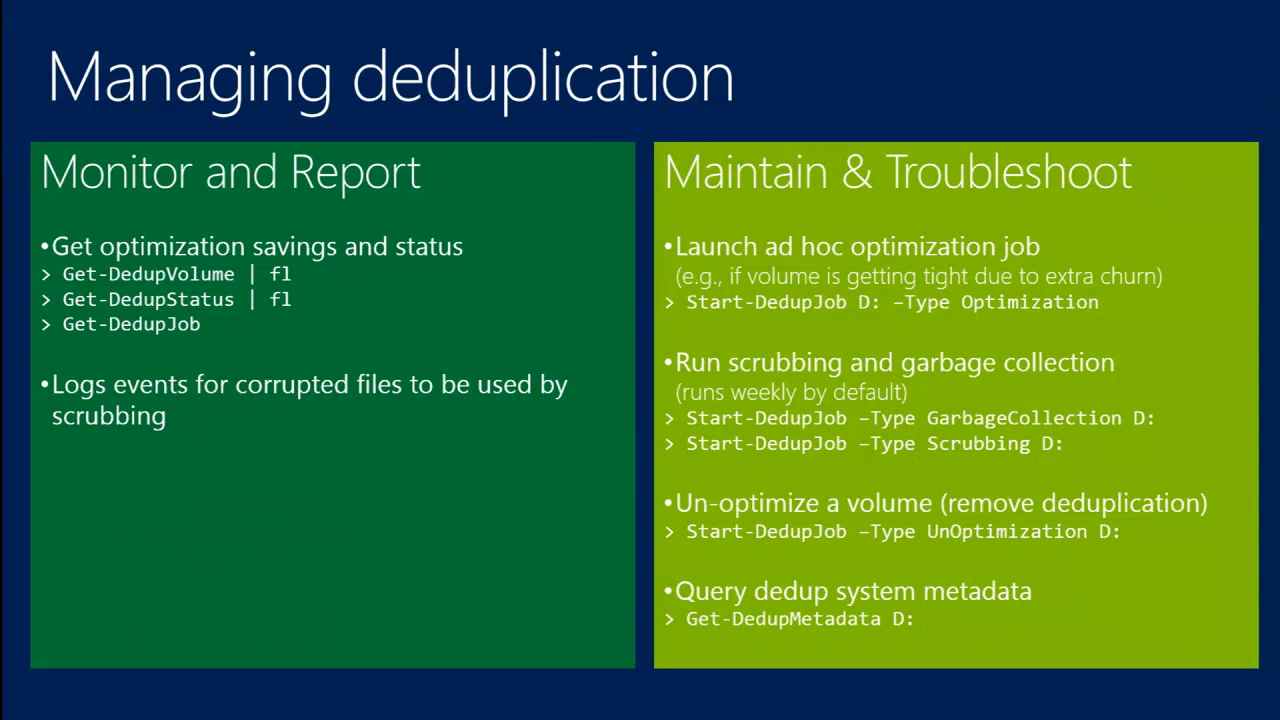 Managing deduplication
Monitor and Report
•Get optimization savings and status
> Get-DedupVolume | fl
> Get-DedupStatus | fl
> Get-DedupJob
•Logs events for corrupted files to be used by
scrubbing
Maintain & Troubleshoot
•Launch ad hoc optimization job
(e.g., if volume is getting tight due to extra churn)
> Start-DedupJob D: –Type Optimization
•Run scrubbing and garbage collection
(runs weekly by default)
> Start-DedupJob –Type GarbageCollection D:
> Start-DedupJob –Type Scrubbing D:
•Un-optimize a volume (remove deduplication)
> Start-DedupJob –Type UnOptimization D:
•Query dedup system metadata
> Get-DedupMetadata D: